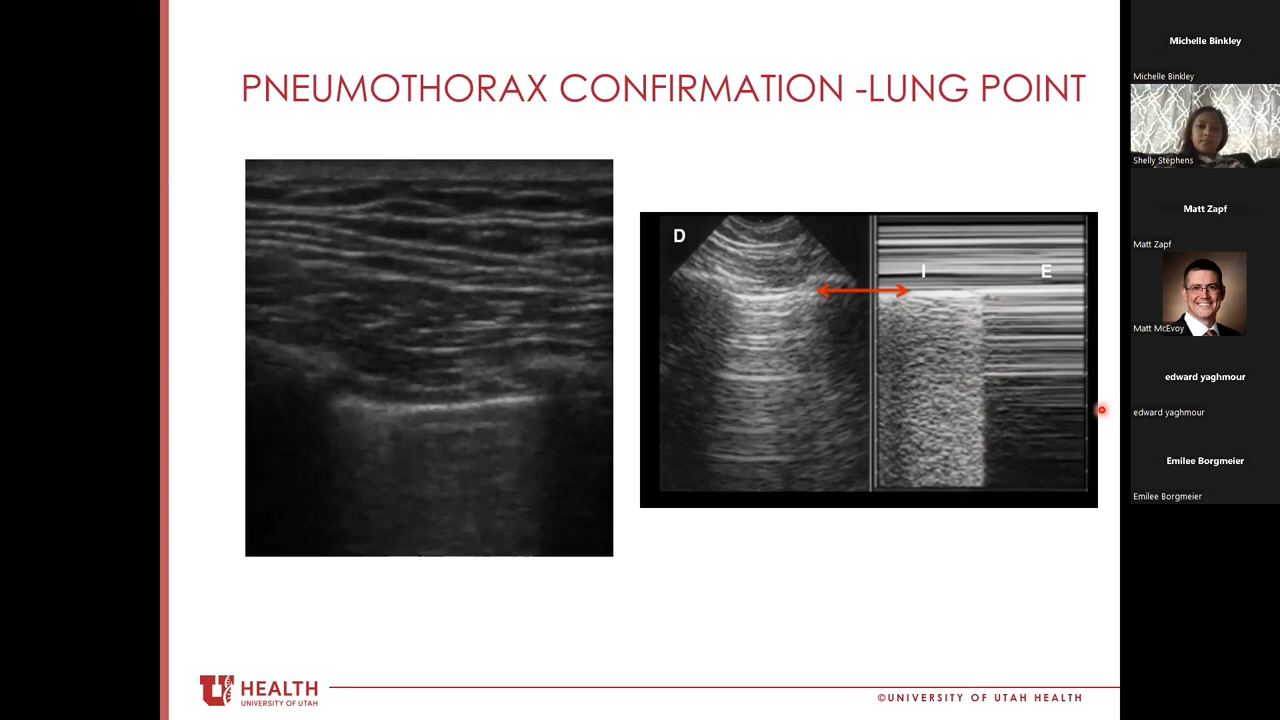 PNEUMOTHORAX CONFIRMATION -LUNG POINT
D
I
E
HEALTH
UNIVERSITY OF UTAH
©UNIVERSITY OF UTAH HEALTH
Michelle Binkley
Michelle Binkley
Shelly Stephens
Matt Zapf
Matt Zapf
Matt McEvoy
edward yaghmour
edward yaghmour
Emilee Borgmeier
Emilee Borgmeier